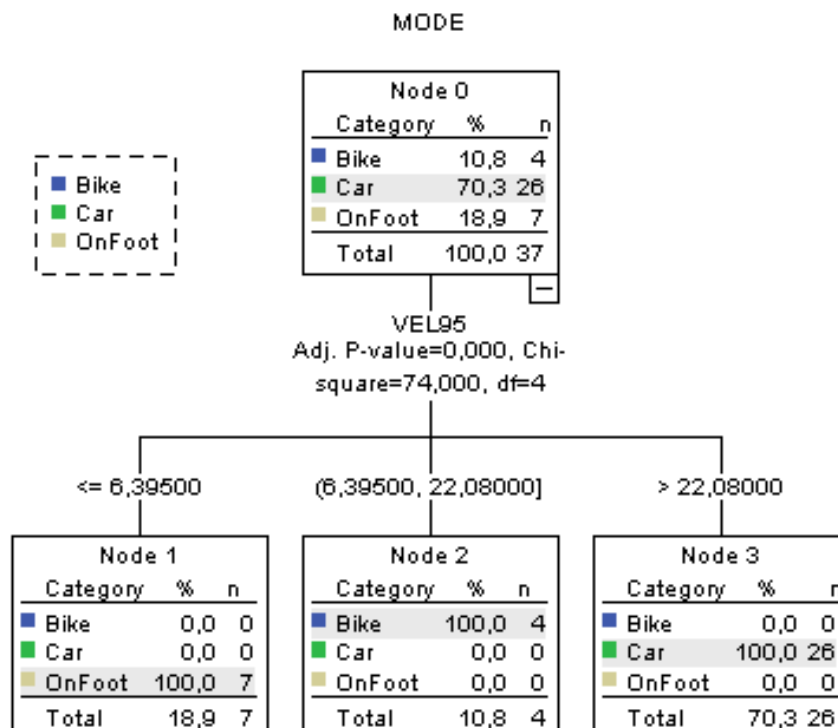 MODE
Node 0
Category % n
Bike 10,8 4
Car 70,3 26
OnFoot 18,9 7
Total 100,0 37
Bike
Car
OnFoot
VEL95
Adj. P-value=0,000, Chi-
square=74,000, df=4
<= 6,39500
(6,39500, 22,08000]
> 22,08000
Node 1
Category % n
Bike 0,0 0
Car 0,0 0
OnFoot 100,0 7
Total 18,9 7
Node 2
Category % n
Bike 100,0 4
Car 0,0 0
OnFoot 0,0 0
Total 10,8 4
Node 3
Category % n
Bike 0,0 0
Car 100,0 26
OnFoot 0,0 0
Total 70,3 26